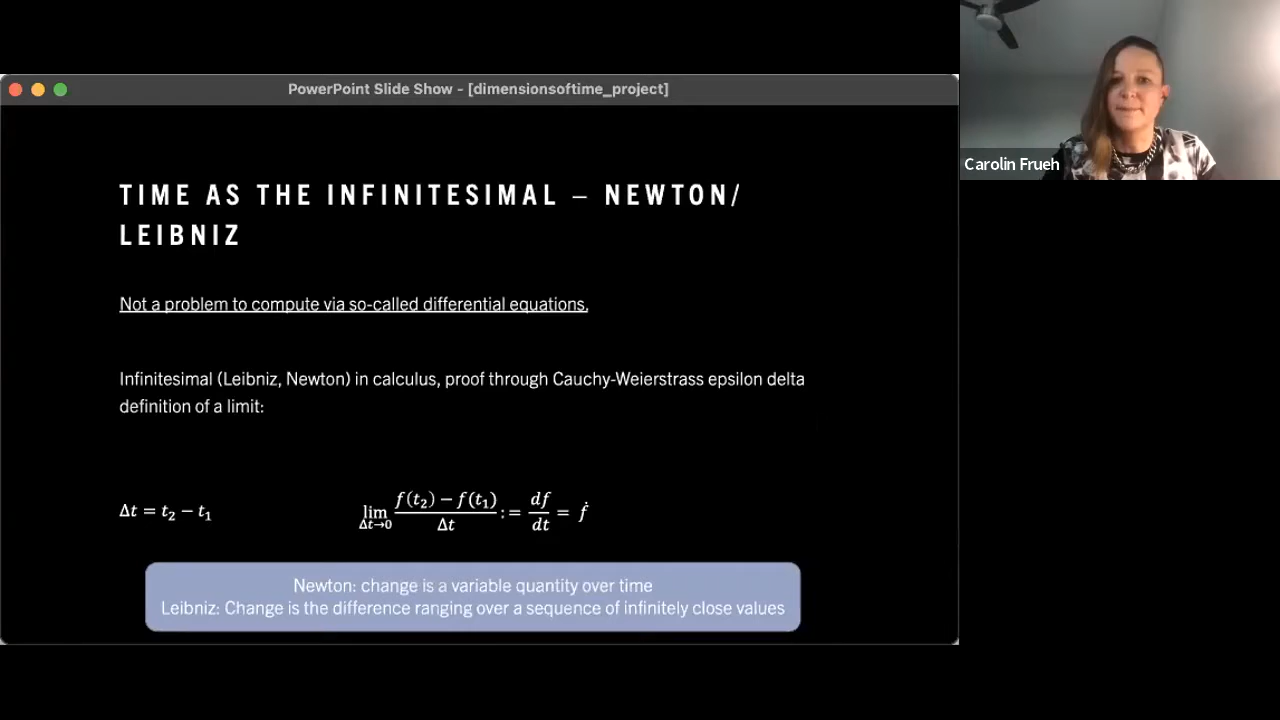 PowerPoint Slide Show - [dimensionsoftime_project]
Carolin Frueh
TIME AS THE INFINITESIMAL – NEWTON/
LEIBNIZ
Not a problem to compute via so-called differential equations.
Infinitesimal (Leibniz, Newton) in calculus, proof through Cauchy-Weierstrass epsilon delta
definition of a limit:
Δt = t₂ − t₁
lim Δt→0 f(t₂) − f(t₁) / Δt := df/dt = ḟ
Newton: change is a variable quantity over time
Leibniz: Change is the difference ranging over a sequence of infinitely close values